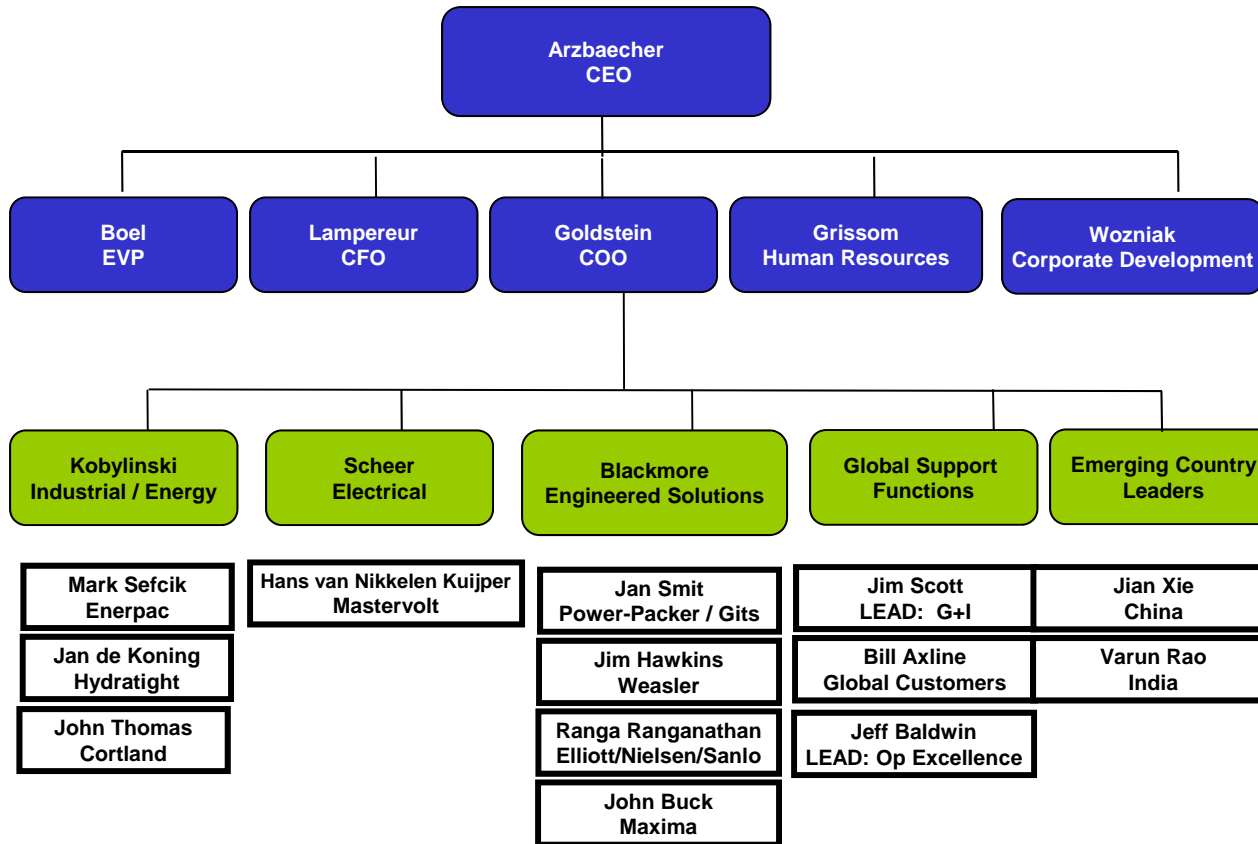 Arzbaecher
CEO
Boel
EVP
Lampereur
CFO
Goldstein
COO
Grissom
Human Resources
Wozniak
Corporate Development
Kobylinski
Industrial / Energy
Scheer
Electrical
Blackmore
Engineered Solutions
Global Support
Functions
Emerging Country
Leaders
Mark Sefcik
Enerpac
Jan de Koning
Hydratight
John Thomas
Cortland
Hans van Nikkelen Kuijper
Mastervolt
Jan Smit
Power-Packer / Gits
Jim Hawkins
Weasler
Ranga Ranganathan
Elliott/Nielsen/Sanlo
John Buck
Maxima
Jim Scott
LEAD: G+I
Bill Axline
Global Customers
Jeff Baldwin
LEAD: Op Excellence
Jian Xie
China
Varun Rao
India